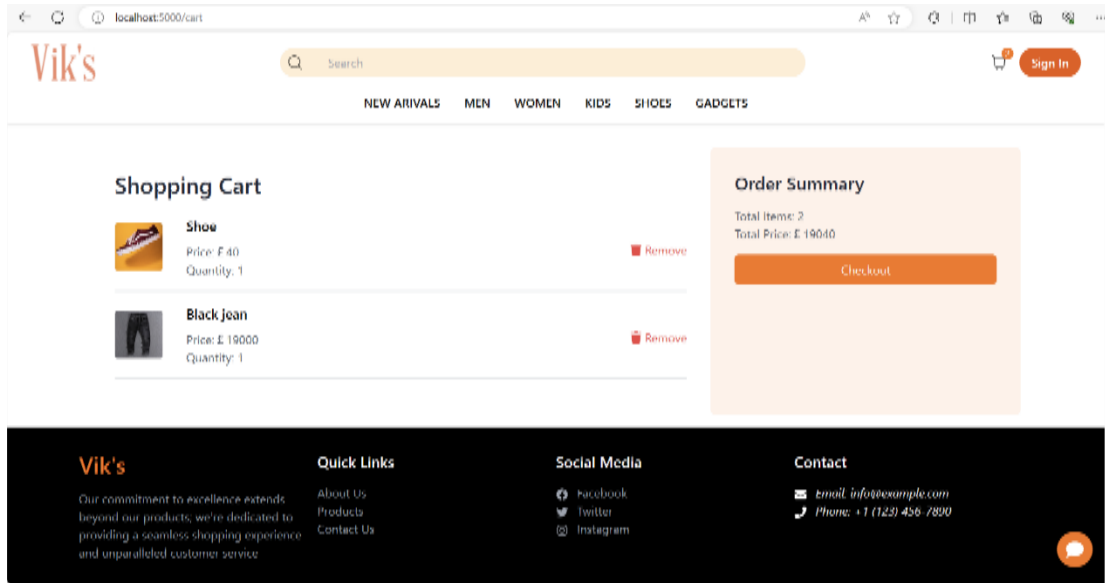 localhost:5000/cart
Vik's
Search
2
Sign In
NEW ARIVALS MEN WOMEN KIDS SHOES GADGETS
Shopping Cart
Shoe
Price: £ 40
Quantity: 1
Remove
Black jean
Price: £ 19000
Quantity: 1
Remove
Order Summary
Total Items: 2
Total Price: £ 19040
Checkout
Vik's
Our commitment to excellence extends
beyond our products; we're dedicated to
providing a seamless shopping experience
and unparalleled customer service
Quick Links
About Us
Products
Contact Us
Social Media
Facebook
Twitter
Instagram
Contact
Email: info@example.com
Phone: +1 (123) 456-7890